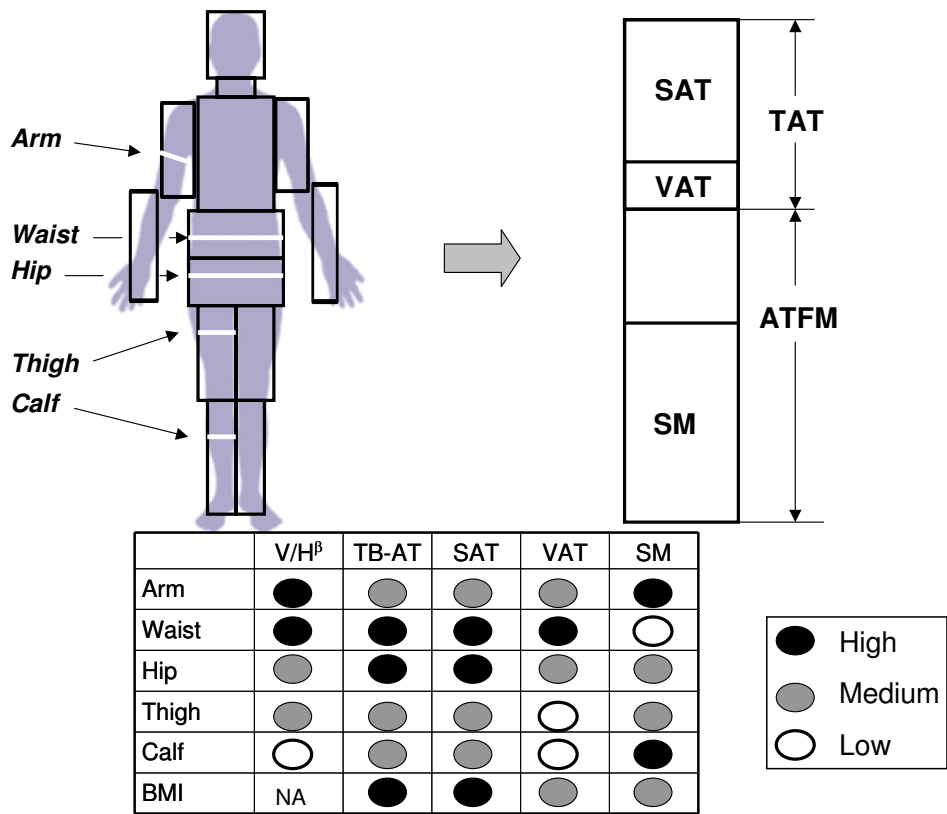 Arm
Waist
Hip
Thigh
Calf
SAT
VAT
SM
TAT
ATFM
V/Hᵝ TB-AT SAT VAT SM
Arm
Waist
Hip
Thigh
Calf
BMI NA
High
Medium
Low